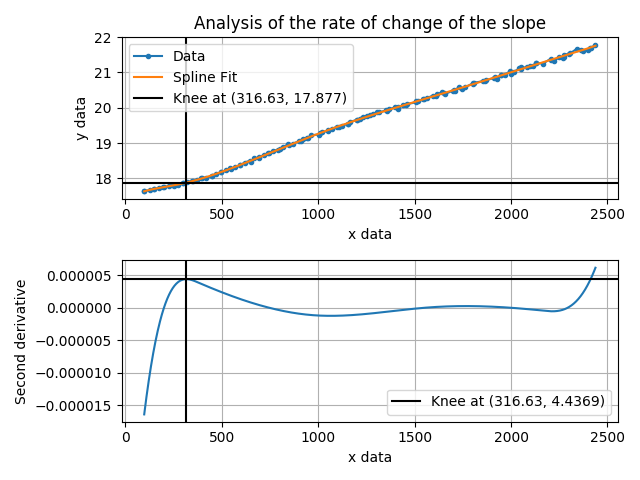 Analysis of the rate of change of the slope
22
21
20
19
18
y data
Data
Spline Fit
Knee at (316.63, 17.877)
0
500
1000
1500
2000
2500
x data
0.000005
0.000000
−0.000005
−0.000010
−0.000015
Second derivative
Knee at (316.63, 4.4369)
0
500
1000
1500
2000
2500
x data